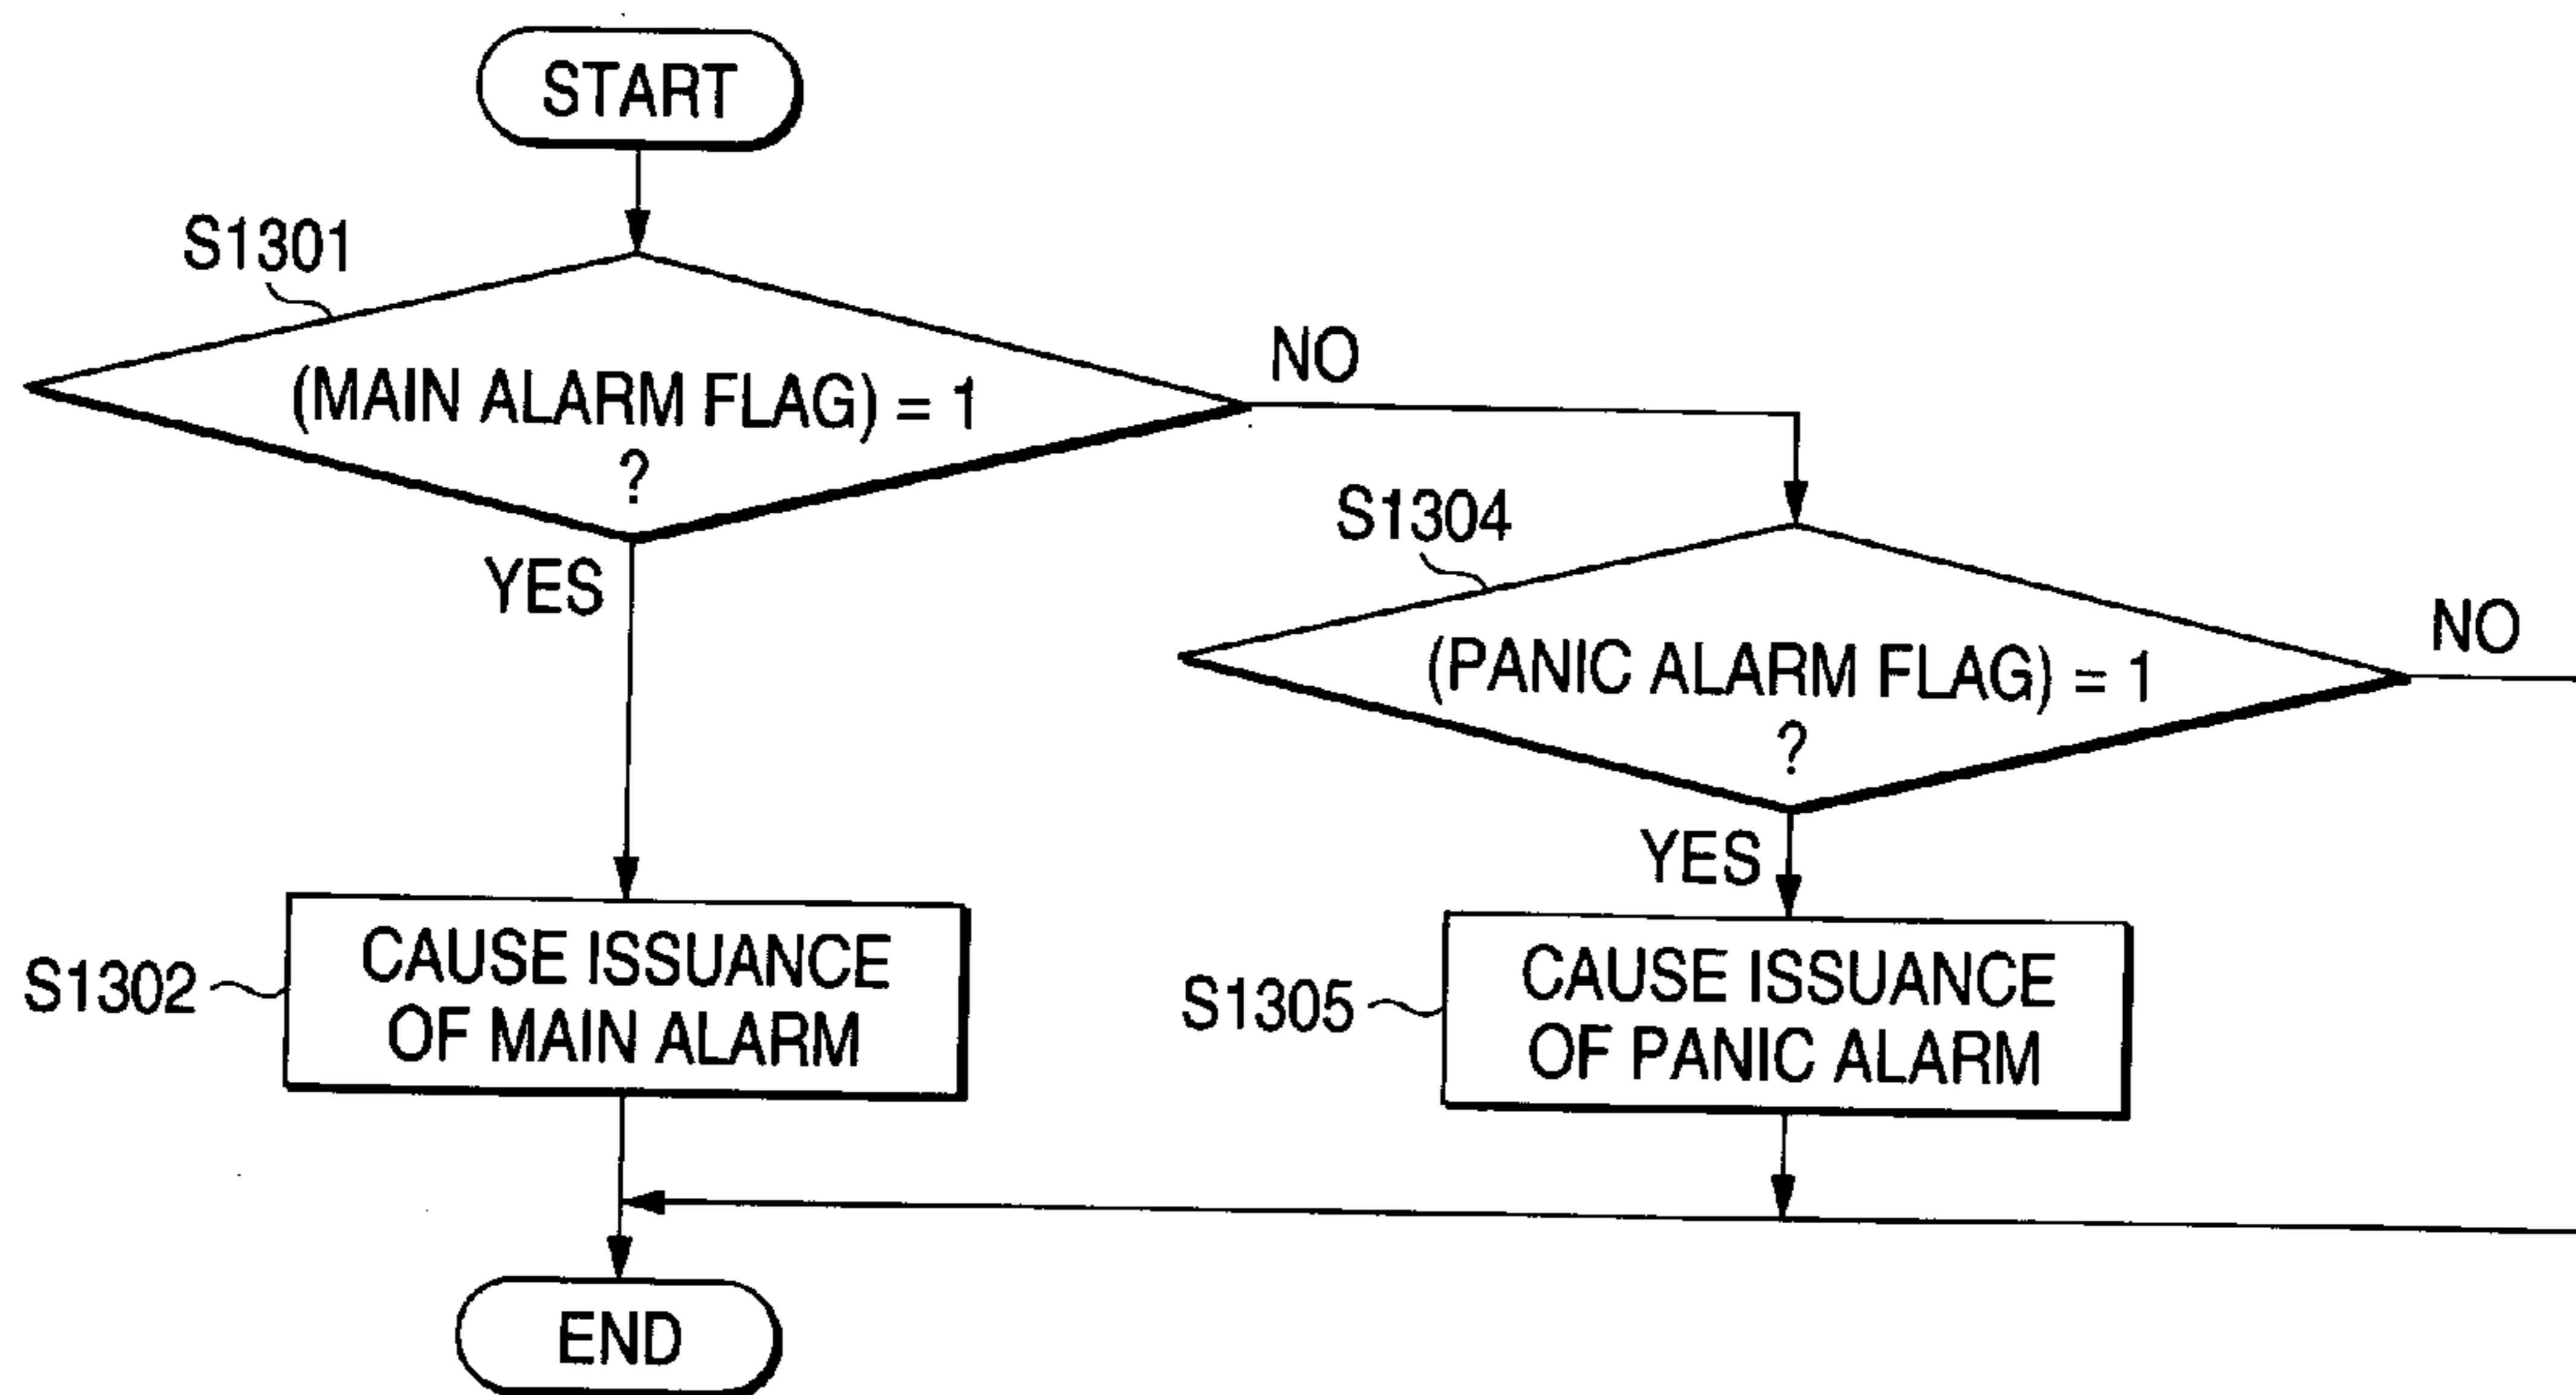 START
S1301
(MAIN ALARM FLAG) = 1
?
NO
YES
S1304
(PANIC ALARM FLAG) = 1
?
NO
YES
S1302
CAUSE ISSUANCE
OF MAIN ALARM
S1305
CAUSE ISSUANCE
OF PANIC ALARM
END